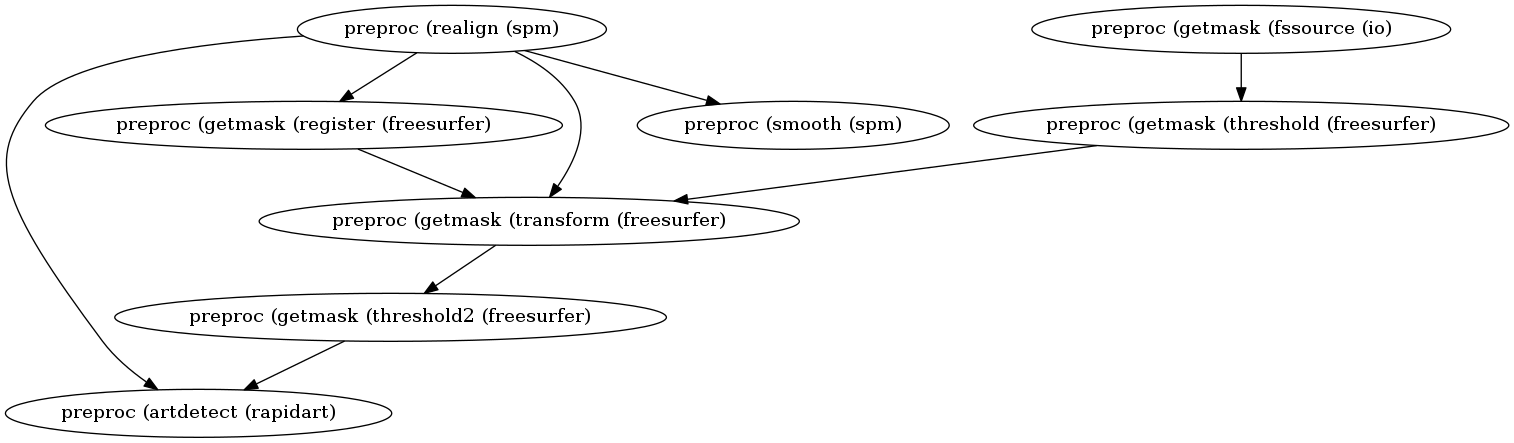 preproc (realign (spm)
preproc (getmask (fssource (io)
preproc (getmask (register (freesurfer)
preproc (smooth (spm)
preproc (getmask (threshold (freesurfer)
preproc (getmask (transform (freesurfer)
preproc (getmask (threshold2 (freesurfer)
preproc (artdetect (rapidart)